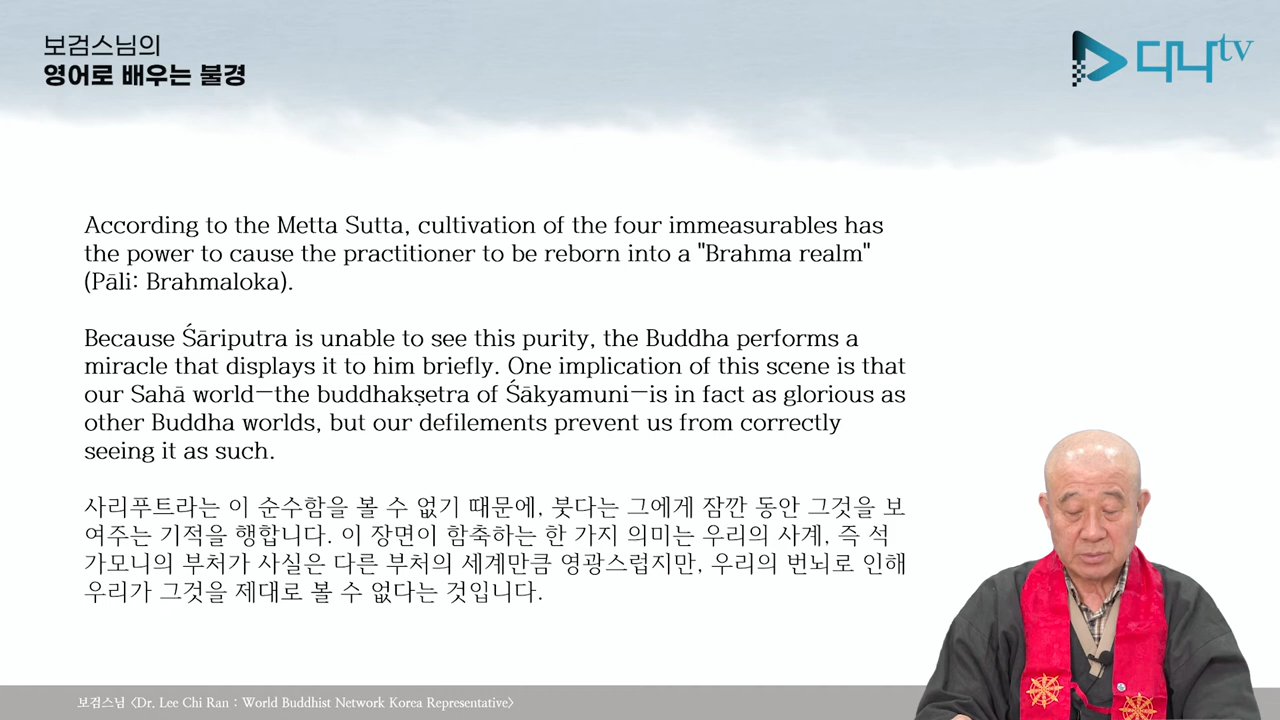 보검스님의
영어로 배우는 불경
다나tv
According to the Metta Sutta, cultivation of the four immeasurables has
the power to cause the practitioner to be reborn into a "Brahma realm"
(Pāli: Brahmaloka).
Because Śāriputra is unable to see this purity, the Buddha performs a
miracle that displays it to him briefly. One implication of this scene is that
our Sahā world—the buddhakṣetra of Śākyamuni—is in fact as glorious as
other Buddha worlds, but our defilements prevent us from correctly
seeing it as such.
사리푸트라는 이 순수함을 볼 수 없기 때문에, 붓다는 그에게 잠깐 동안 그것을 보
여주는 기적을 행합니다. 이 장면이 함축하는 한 가지 의미는 우리의 사계, 즉 석
가모니의 부처가 사실은 다른 부처의 세계만큼 영광스럽지만, 우리의 번뇌로 인해
우리가 그것을 제대로 볼 수 없다는 것입니다.
보검스님 <Dr. Lee Chi Ran : World Buddhist Network Korea Representative>